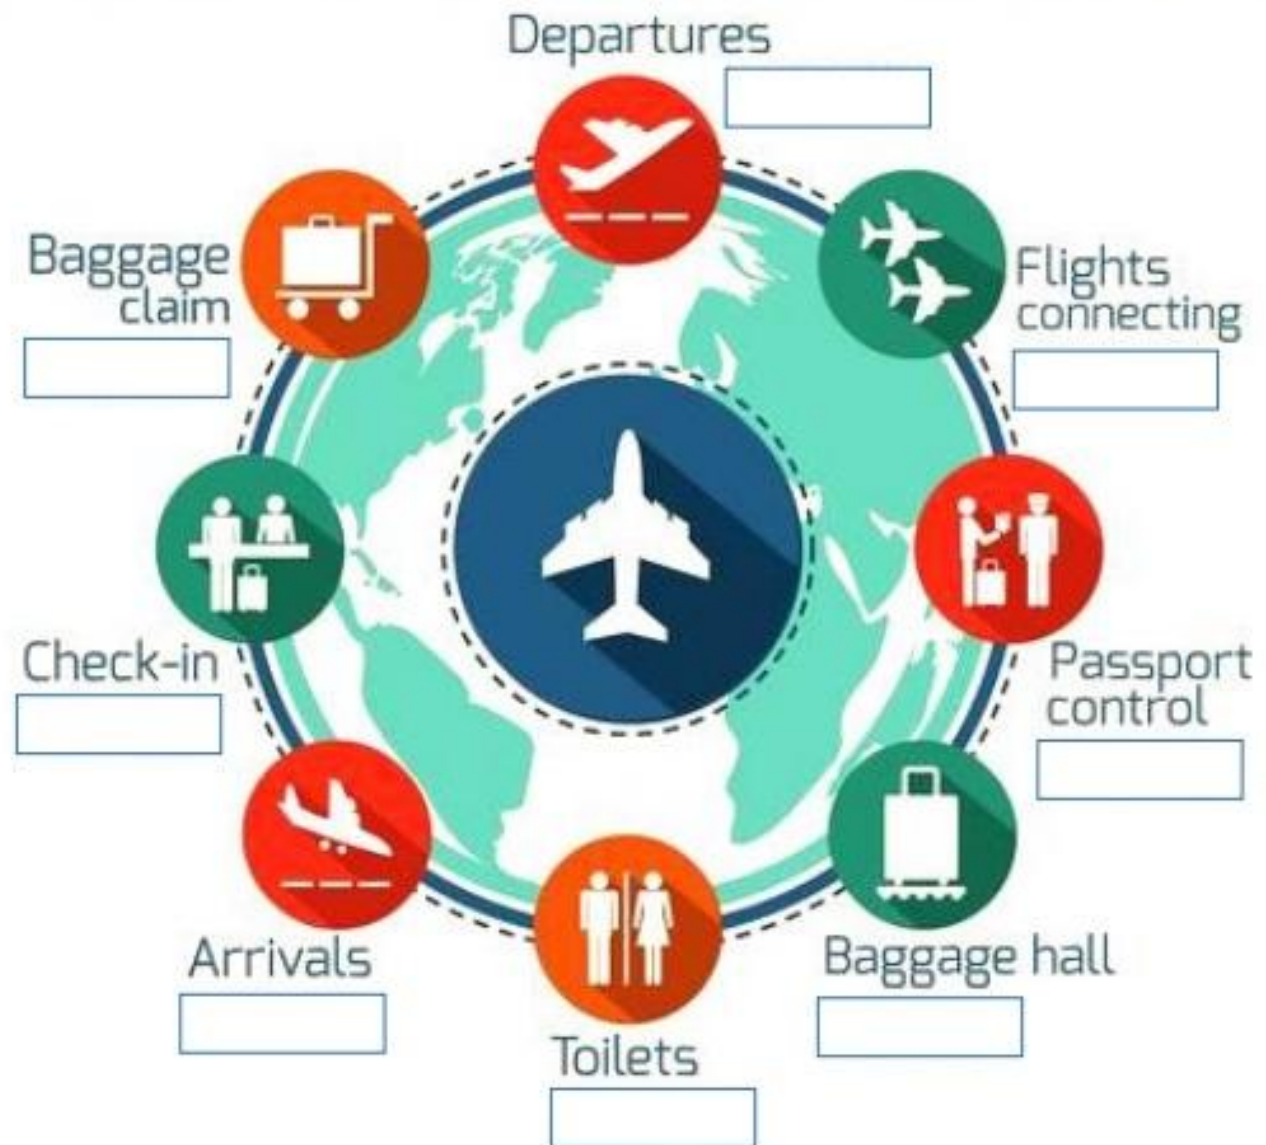 Departures
Baggage
claim
Flights
connecting
Check-in
Passport
control
Arrivals
Baggage hall
Toilets